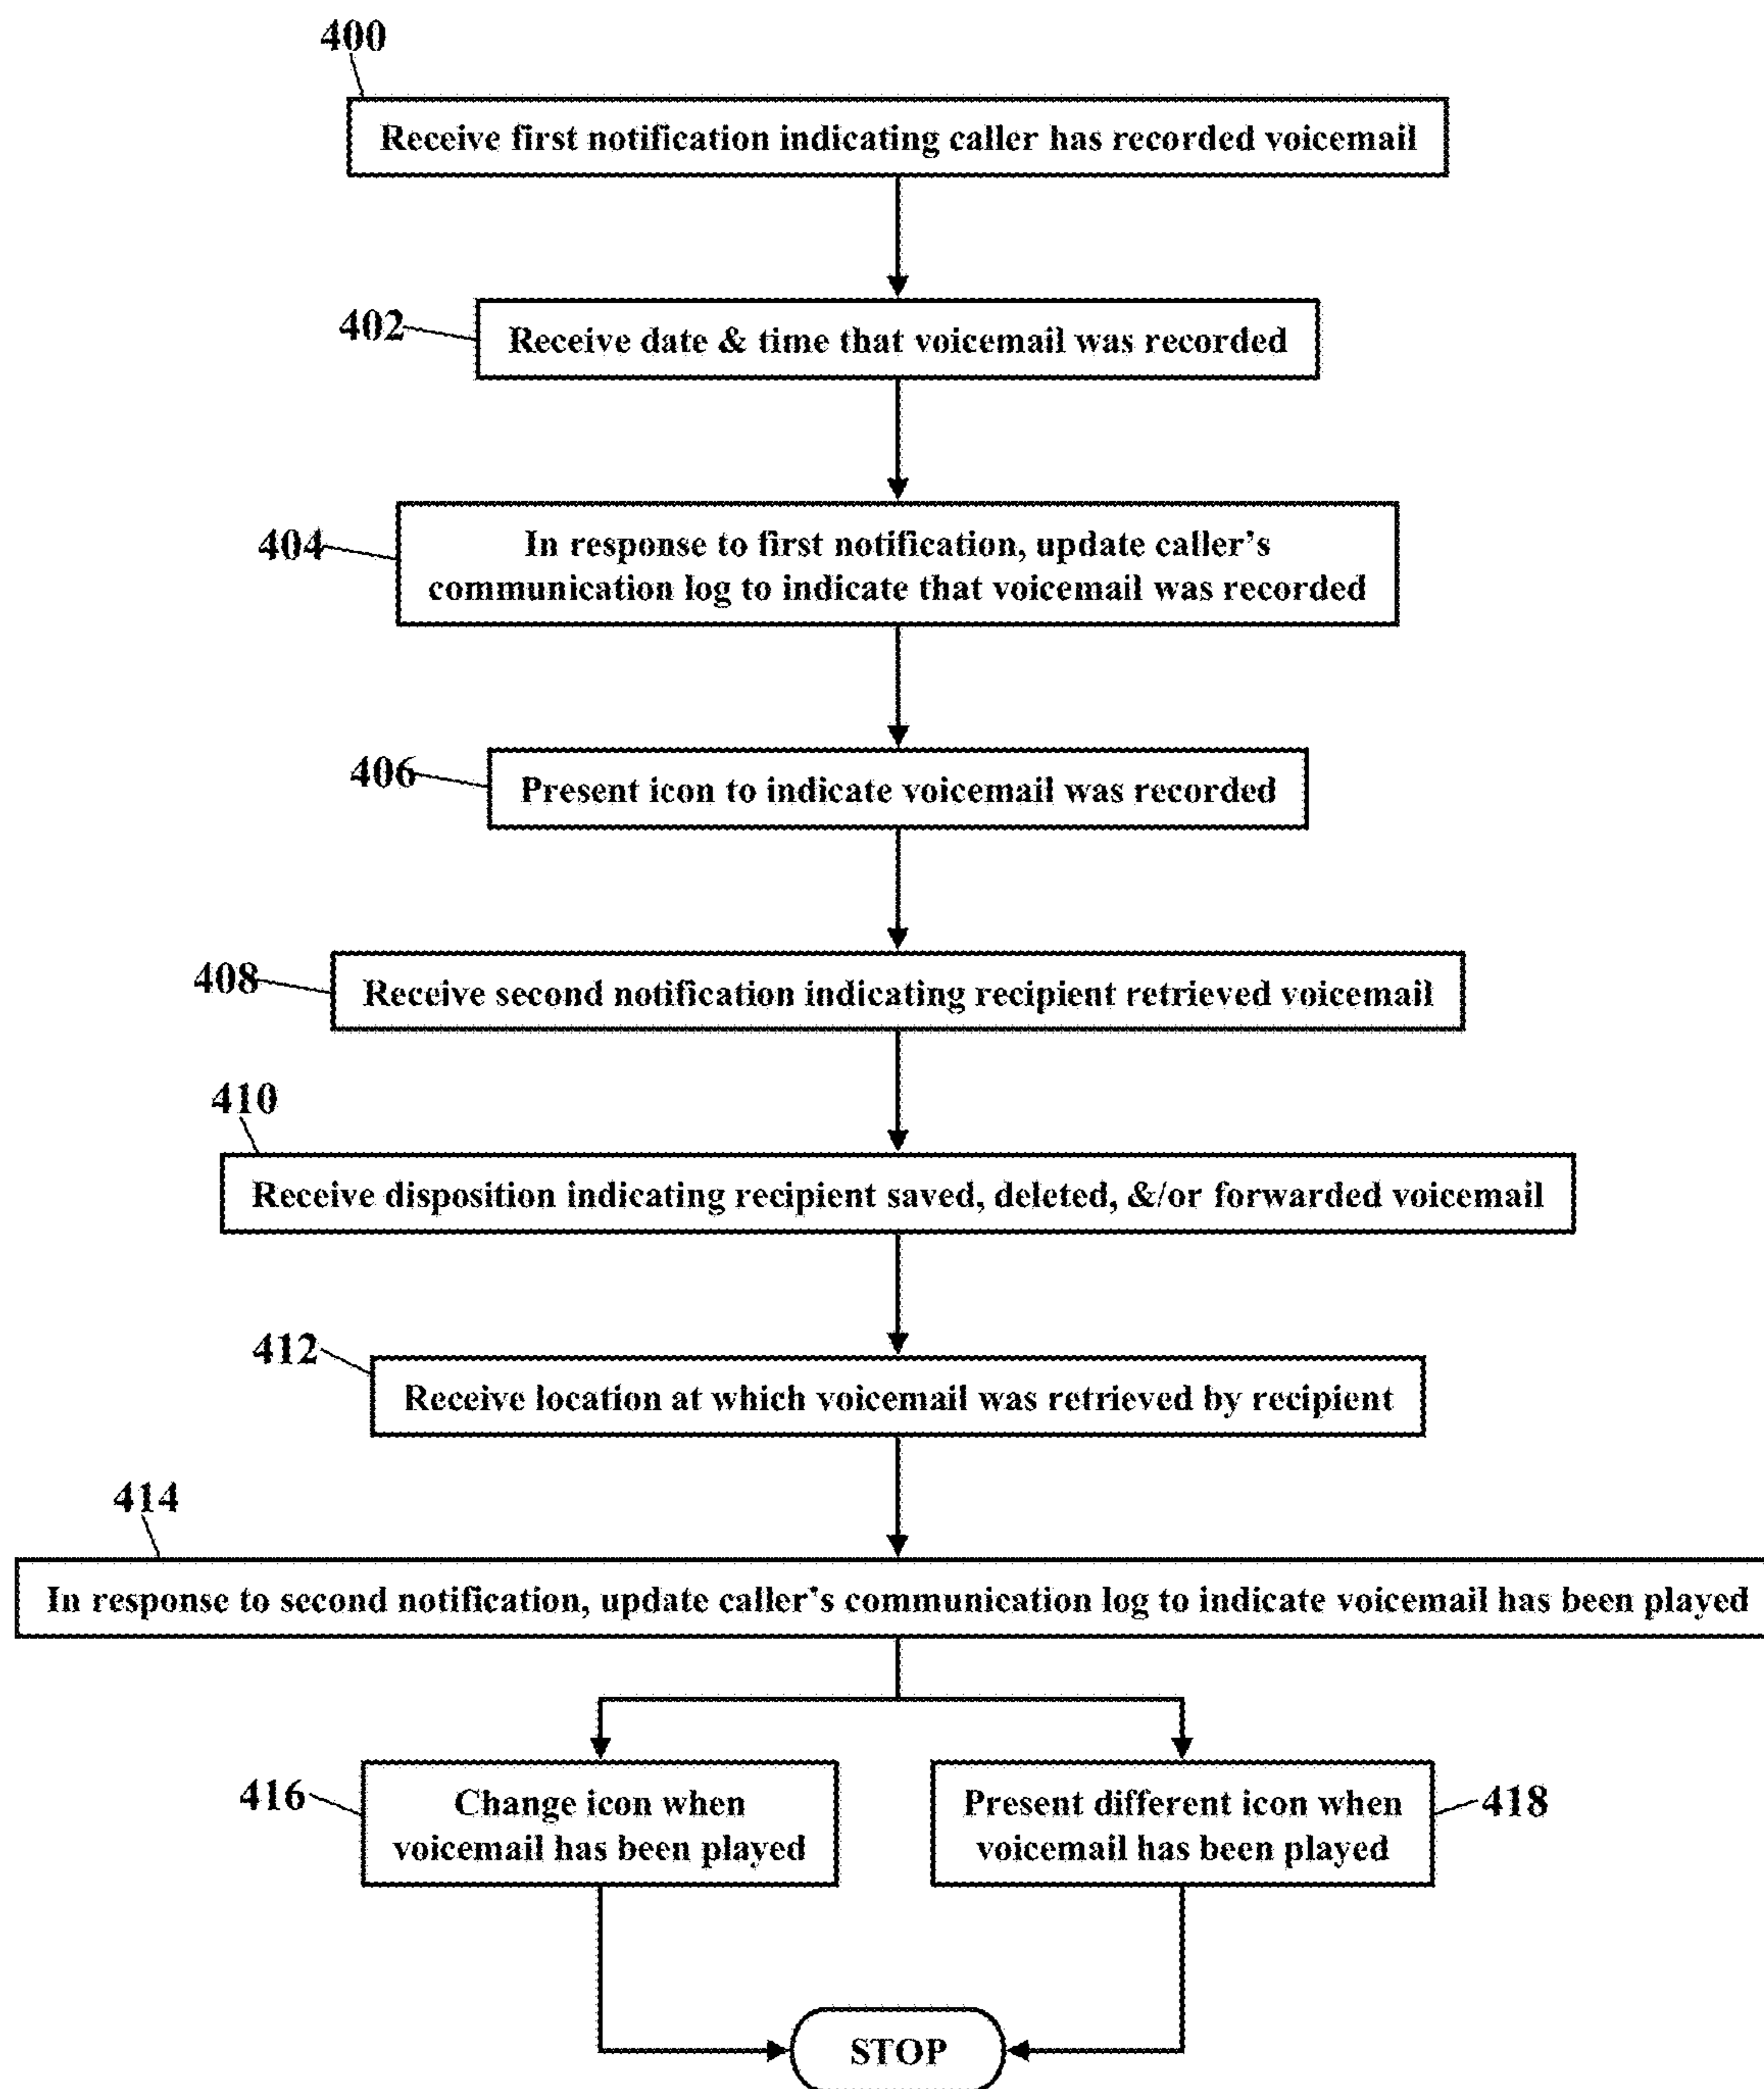 400
Receive first notification indicating caller has recorded voicemail
402
Receive date & time that voicemail was recorded
404
In response to first notification, update caller's
communication log to indicate that voicemail was recorded
406
Present icon to indicate voicemail was recorded
408
Receive second notification indicating recipient retrieved voicemail
410
Receive disposition indicating recipient saved, deleted, &/or forwarded voicemail
412
Receive location at which voicemail was retrieved by recipient
414
In response to second notification, update caller's communication log to indicate voicemail has been played
416
Change icon when
voicemail has been played
Present different icon when
voicemail has been played
418
STOP